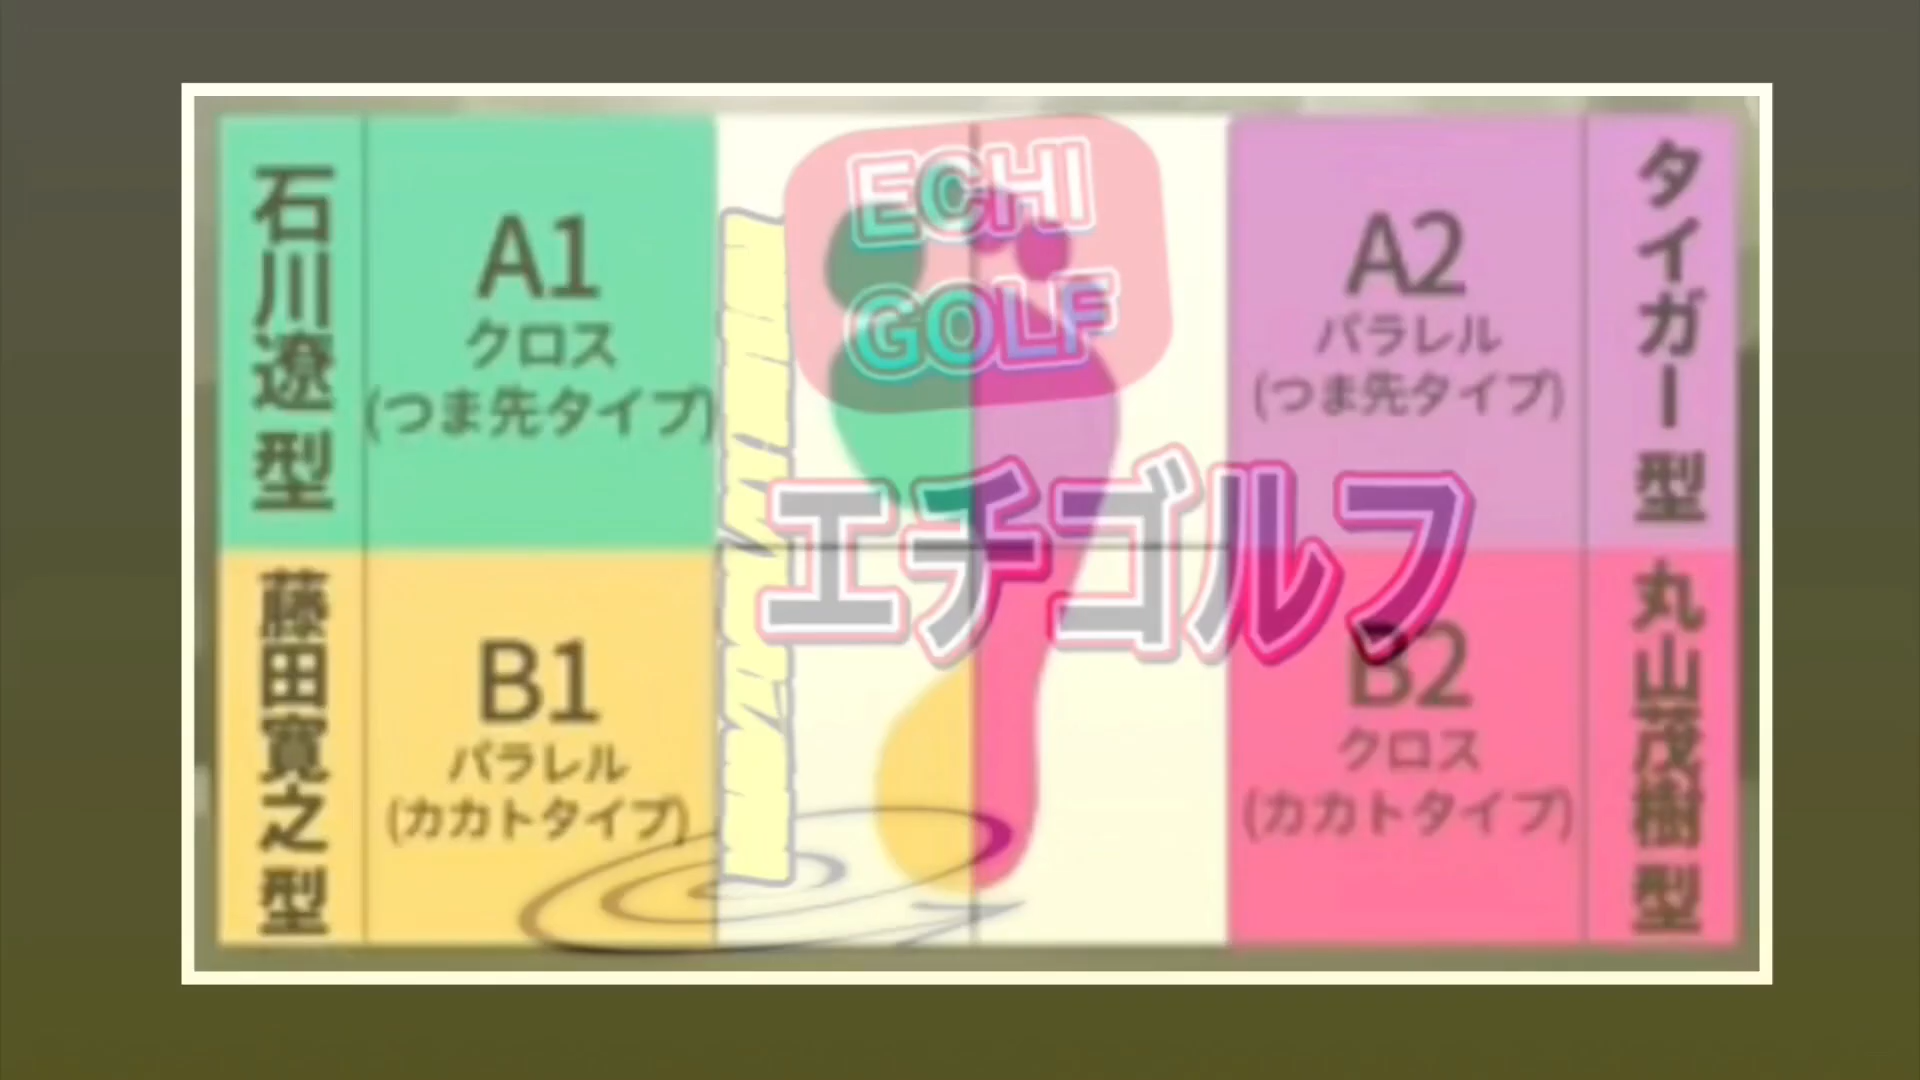 石川遼型
A1
クロス
(つま先タイプ)
ECHI
GOLF
A2
パラレル
(つま先タイプ)
タイガー型
エチゴルフ
藤田寛之型
B1
パラレル
(カカトタイプ)
B2
クロス
(カカトタイプ)
丸山茂樹型